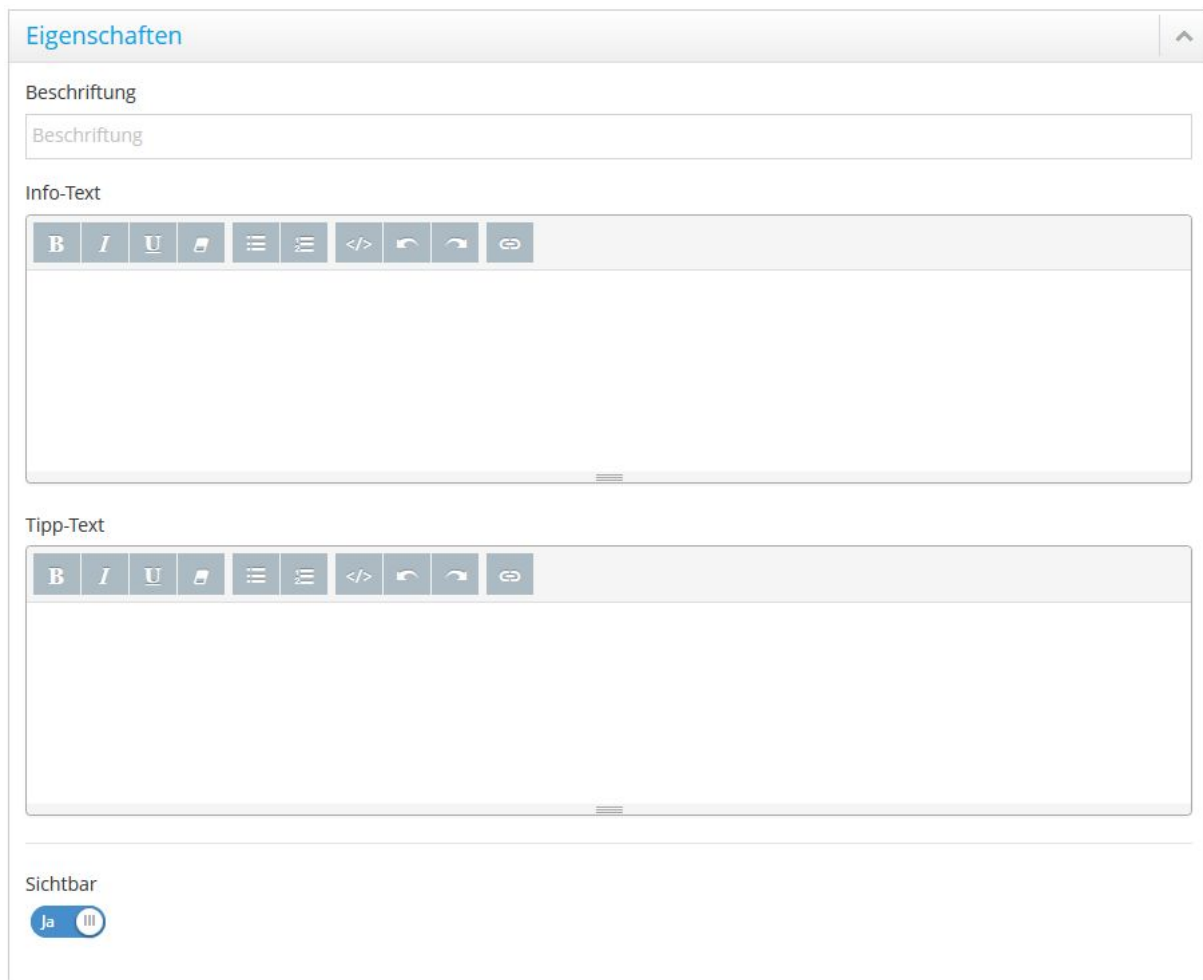 Eigenschaften
Beschriftung
Beschriftung
Info-Text
B I U </>
Tipp-Text
B I U </>
Sichtbar
Ja